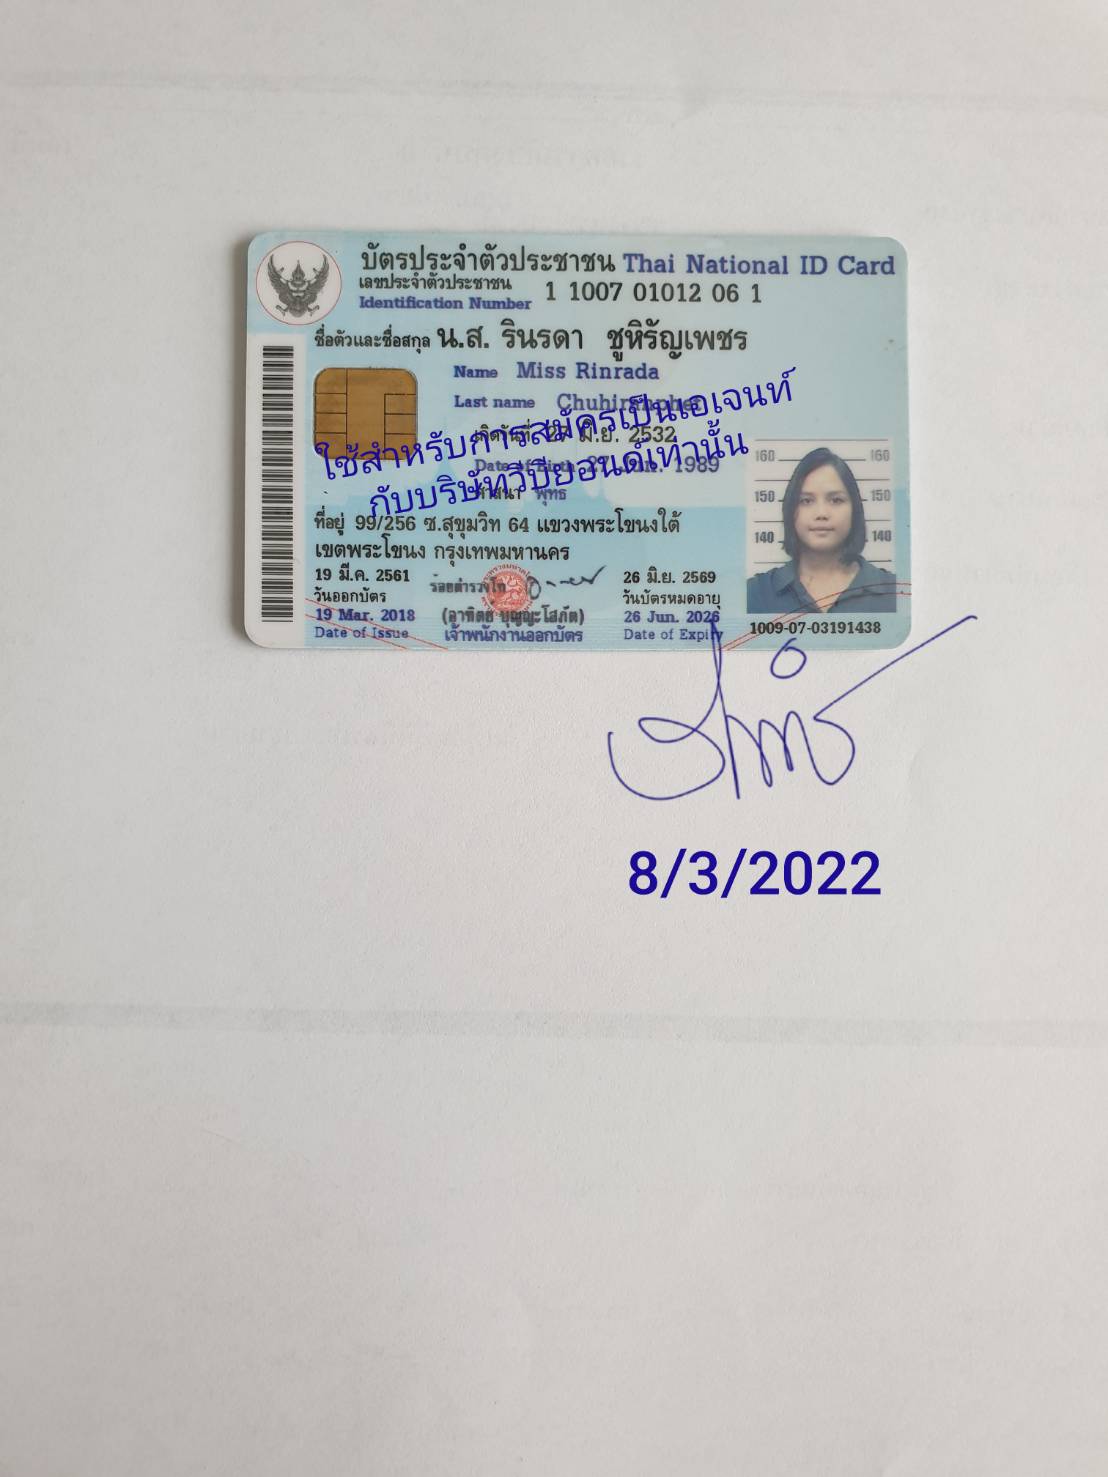 บัตรประจำตัวประชาชน Thai National ID Card
เลขประจำตัวประชาชน 1 1007 01012 06 1
Identification Number
ชื่อตัวและชื่อสกุล น.ส. รินรดา ชูหิรัญเพชร
Name Miss Rinrada
Last name
ใช้สำหรับการสมัครเป็นเอเจนท์
กับบริษัทวีบียอนด์เท่านั้น
เกิดวันที่ 27 มิ.ย. 2532
Date of Birth 27 Jun. 1989
ศาสนา พุทธ
ที่อยู่ 99/256 ซ.สุขุมวิท 64 แขวงพระโขนงใต้
เขตพระโขนง กรุงเทพมหานคร
19 มี.ค. 2561
วันออกบัตร
19 Mar. 2018
Date of Issue
ร้อยตำรวจโท
(อาทิตย์ บุญญะโสภัต)
เจ้าพนักงานออกบัตร
26 มิ.ย. 2569
วันบัตรหมดอายุ
26 Jun. 2026
Date of Expiry
160 160
150 150
140 140
1009-07-03191438
8/3/2022